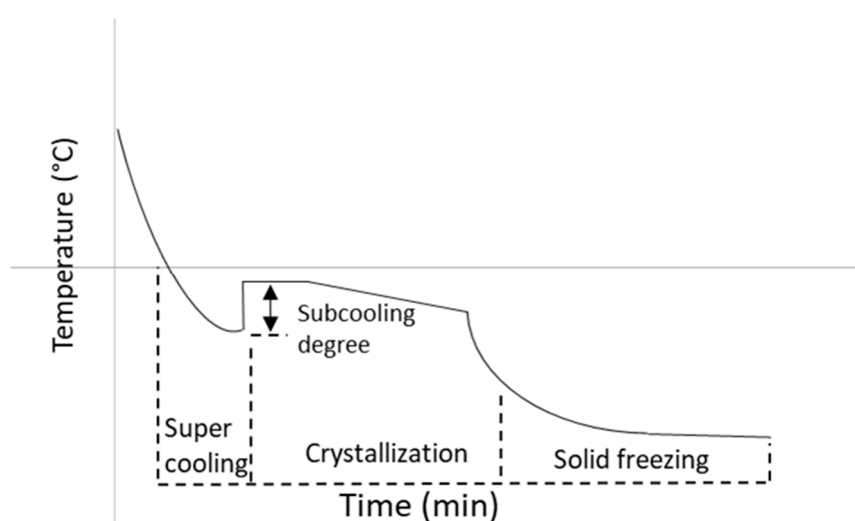 Temperature (°C)
Subcooling
degree
Super
cooling
Crystallization
Solid freezing
Time (min)